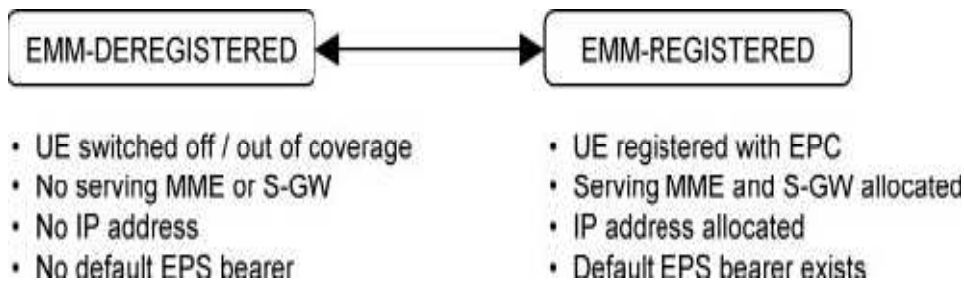 EMM-DEREGISTERED
EMM-REGISTERED
• UE switched off / out of coverage
• No serving MME or S-GW
• No IP address
• No default EPS bearer
• UE registered with EPC
• Serving MME and S-GW allocated
• IP address allocated
• Default EPS bearer exists